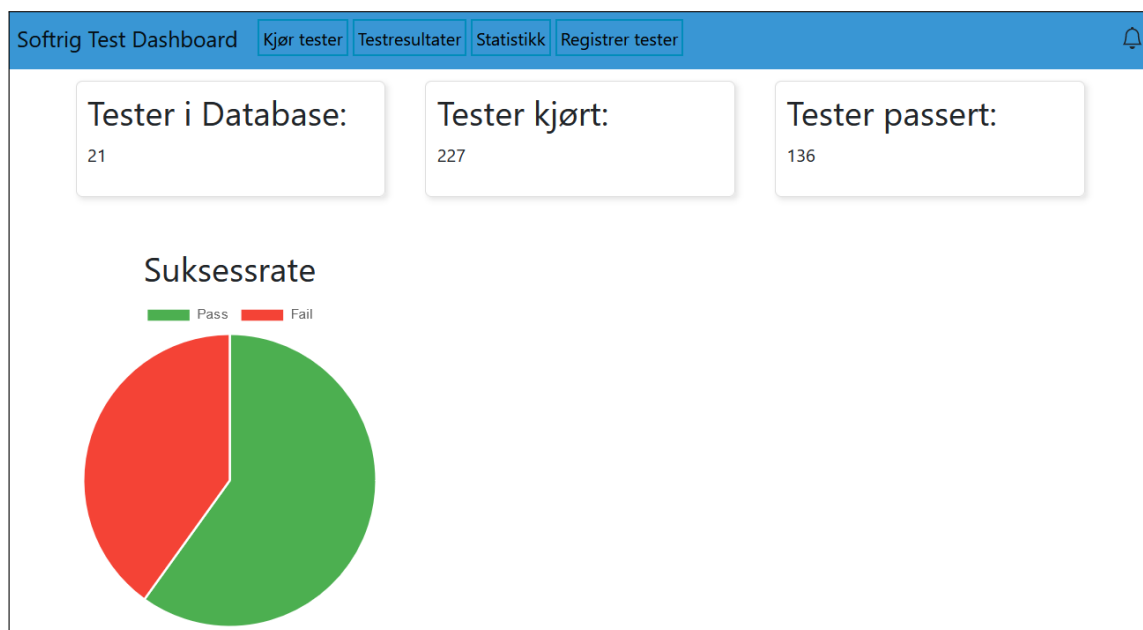 Softrig Test Dashboard Kjør tester Testresultater Statistikk Registrer tester
Tester i Database:
21
Tester kjørt:
227
Tester passert:
136
Suksessrate
Pass Fail